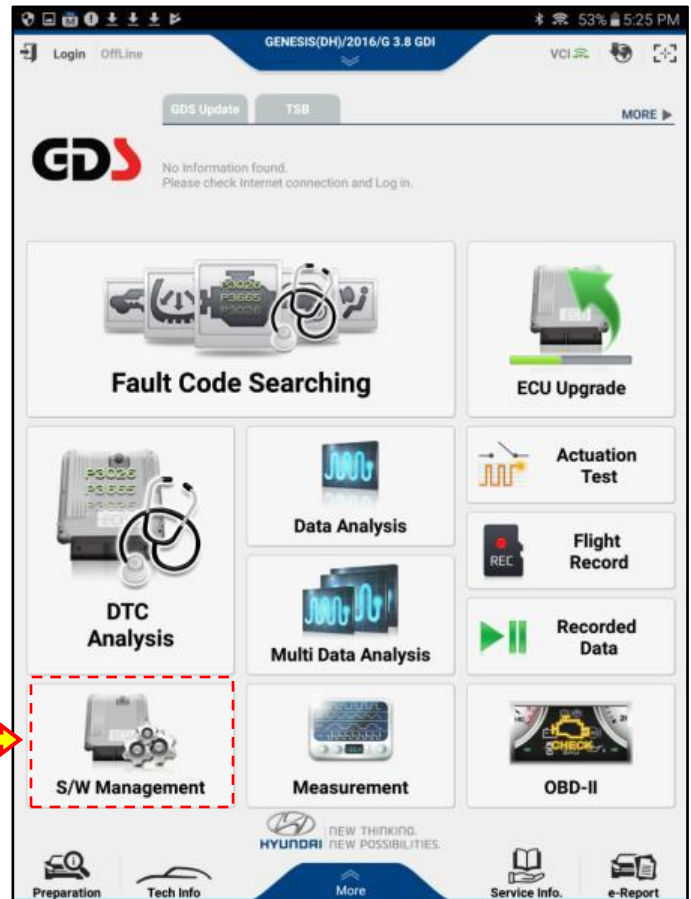 53% 5:25 PM
Login OffLine
GENESIS(DH)/2016/G 3.8 GDI
VCI
GDS Update TSB
MORE
GDS
No Information found.
Please check Internet connection and Log in.
P3026
P3665
P3026
ECU
Fault Code Searching
ECU Upgrade
P3026
P3665
P3026
DTC
Analysis
Data Analysis
Actuation
Test
REC
Flight
Record
Multi Data Analysis
Recorded
Data
S/W Management
Measurement
CHECK
OBD-II
HYUNDAI
NEW THINKING.
NEW POSSIBILITIES.
Preparation
Tech Info
More
Service Info.
e-Report